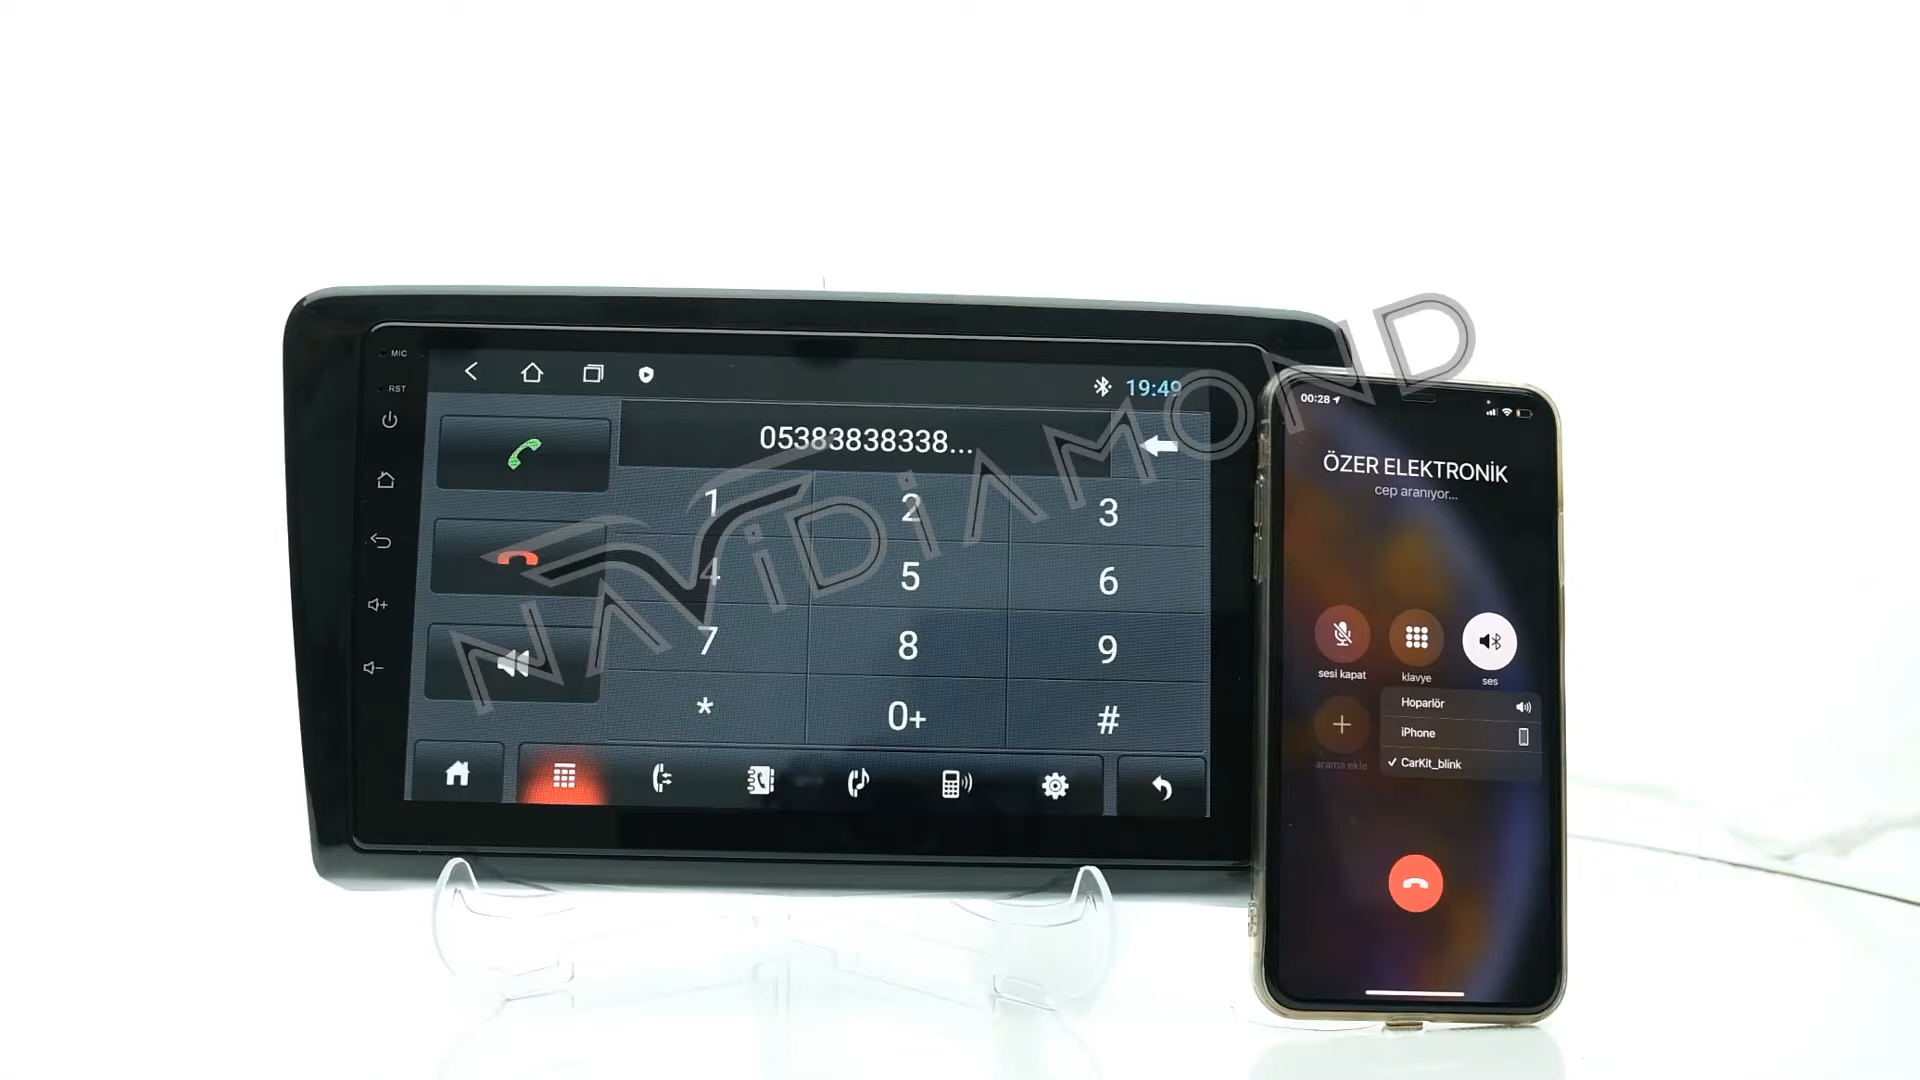 MIC
RST
19:49
05383838338...
1
2
3
4
5
6
7
8
9
*
0+
#
NAViDiAMOND
00:28
ÖZER ELEKTRONİK
cep aranıyor...
sesi kapat
klavye
ses
Hoparlör
iPhone
arama ekle
✓ CarKit_blink